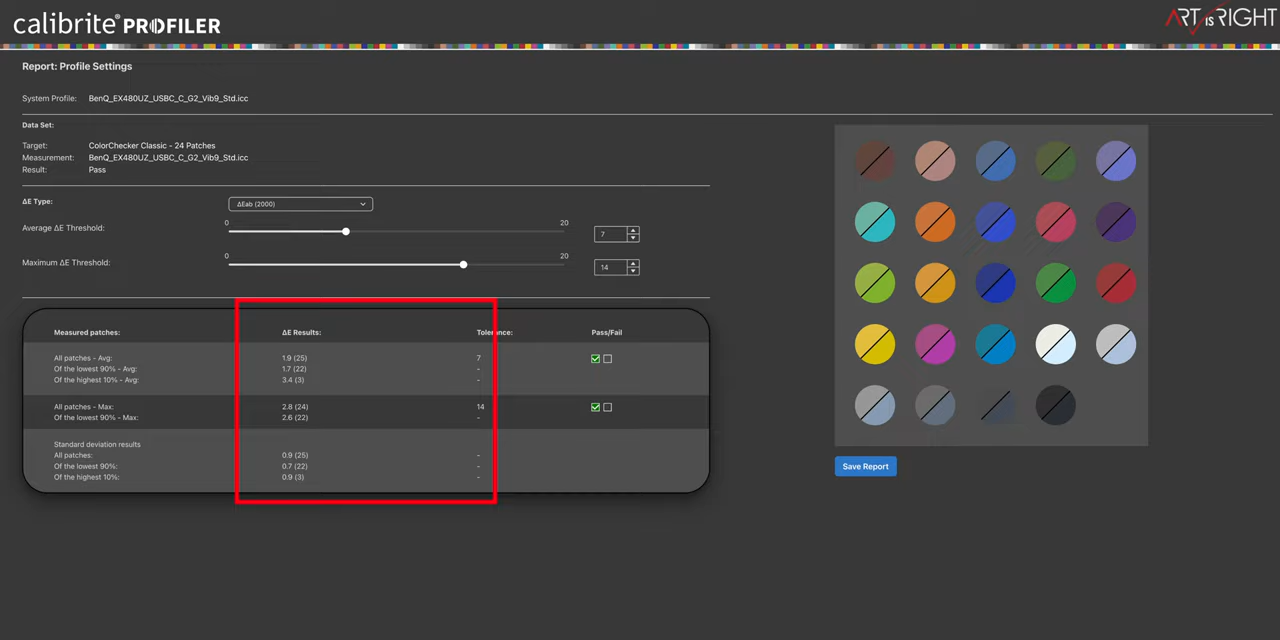 calibrite® PROFILER
ART iS RIGHT
Report: Profile Settings
System Profile: BenQ_EX480UZ_USBC_C_G2_Vib9_Std.icc
Data Set:
Target: ColorChecker Classic - 24 Patches
Measurement: BenQ_EX480UZ_USBC_C_G2_Vib9_Std.icc
Result: Pass
ΔE Type: ΔEab (2000)
0 20
Average ΔE Threshold: 7
0 20
Maximum ΔE Threshold: 14
Measured patches: ΔE Results: Tolerance: Pass/Fail
All patches - Avg: 1.9 (25) 7
Of the lowest 90% - Avg: 1.7 (22) -
Of the highest 10% - Avg: 3.4 (3) -
All patches - Max: 2.8 (24) 14
Of the lowest 90% - Max: 2.6 (22) -
Standard deviation results
All patches: 0.9 (25) -
Of the lowest 90%: 0.7 (22) -
Of the highest 10%: 0.9 (3) -
Save Report